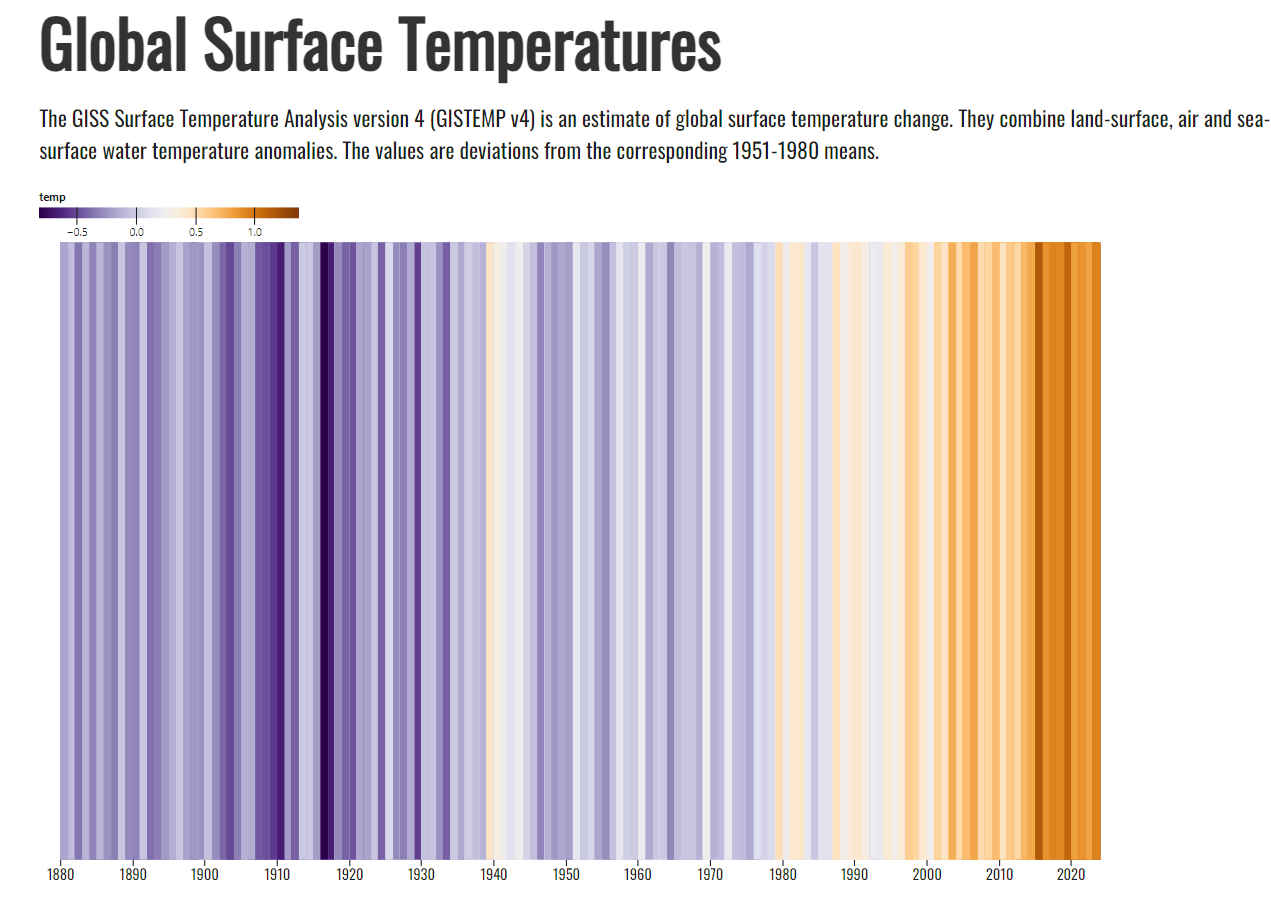 Global Surface Temperatures
The GISS Surface Temperature Analysis version 4 (GISTEMP v4) is an estimate of global surface temperature change. They combine land-surface, air and sea-
surface water temperature anomalies. The values are deviations from the corresponding 1951-1980 means.
temp
−0.5 0.0 0.5 1.0
1880 1890 1900 1910 1920 1930 1940 1950 1960 1970 1980 1990 2000 2010 2020